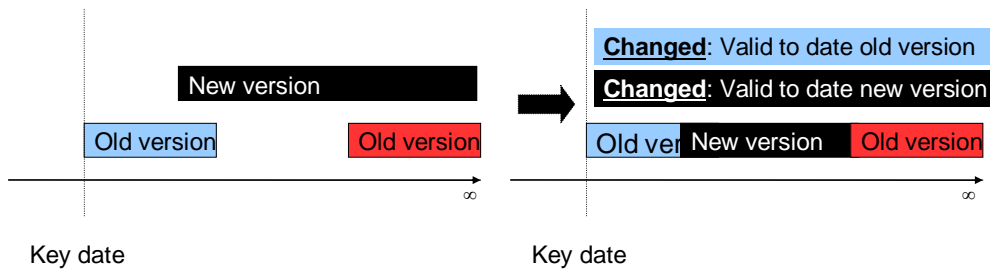 New version
Old version
Old version
∞
Key date
Changed: Valid to date old version
Changed: Valid to date new version
Old ver
New version
Old version
∞
Key date